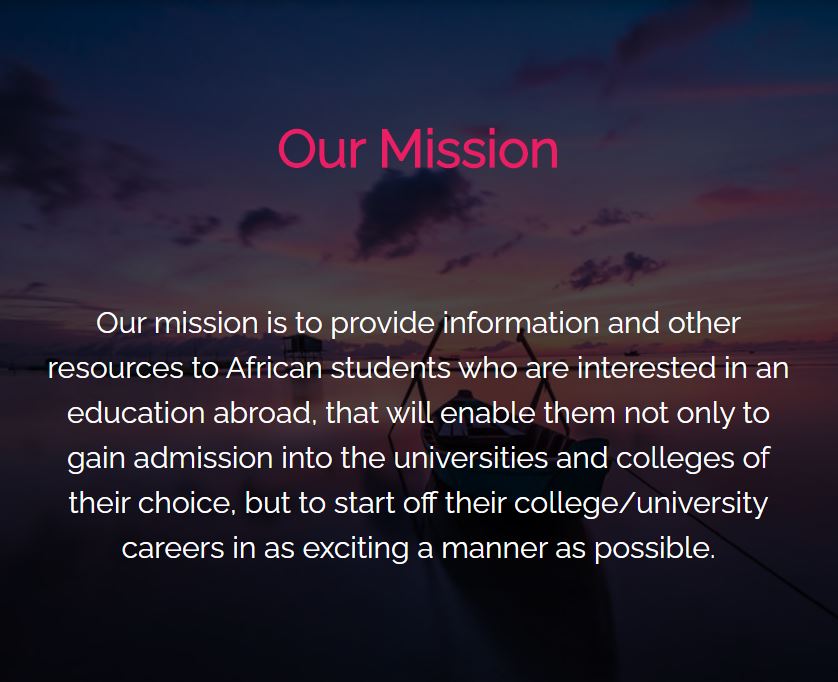 Our Mission
Our mission is to provide information and other
resources to African students who are interested in an
education abroad, that will enable them not only to
gain admission into the universities and colleges of
their choice, but to start off their college/university
careers in as exciting a manner as possible.